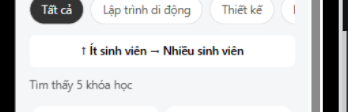 Tất cả Lập trình di động Thiết kế
↑ Ít sinh viên → Nhiều sinh viên
Tìm thấy 5 khóa học